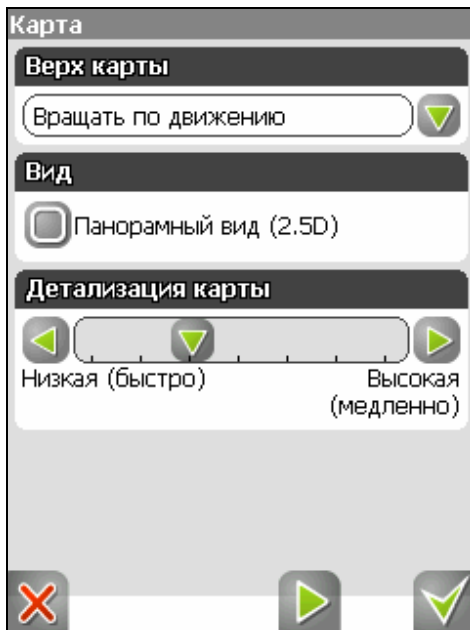 Карта
Верх карты
Вращать по движению
Вид
Панорамный вид (2.5D)
Детализация карты
Низкая (быстро)
Высокая
(медленно)